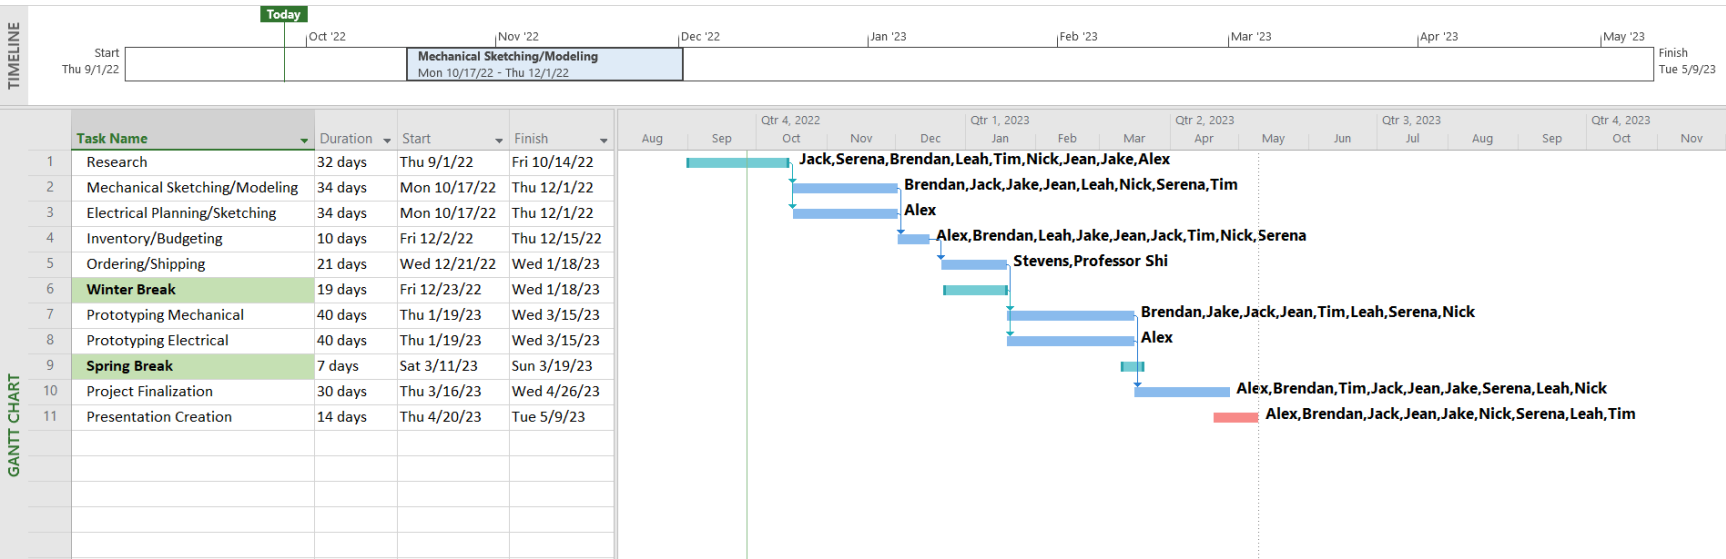 TIMELINE
Today
Oct '22 Nov '22 Dec '22 Jan '23 Feb '23 Mar '23 Apr '23 May '23
Start
Thu 9/1/22
Mechanical Sketching/Modeling
Mon 10/17/22 - Thu 12/1/22
Finish
Tue 5/9/23
GANTT CHART
Qtr 4, 2022 Qtr 1, 2023 Qtr 2, 2023 Qtr 3, 2023 Qtr 4, 2023
Task Name Duration Start Finish Aug Sep Oct Nov Dec Jan Feb Mar Apr May Jun Jul Aug Sep Oct Nov
1 Research 32 days Thu 9/1/22 Fri 10/14/22 Jack,Serena,Brendan,Leah,Tim,Nick,Jean,Jake,Alex
2 Mechanical Sketching/Modeling 34 days Mon 10/17/22 Thu 12/1/22 Brendan,Jack,Jake,Jean,Leah,Nick,Serena,Tim
3 Electrical Planning/Sketching 34 days Mon 10/17/22 Thu 12/1/22 Alex
4 Inventory/Budgeting 10 days Fri 12/2/22 Thu 12/15/22 Alex,Brendan,Leah,Jake,Jean,Jack,Tim,Nick,Serena
5 Ordering/Shipping 21 days Wed 12/21/22 Wed 1/18/23 Stevens,Professor Shi
6 Winter Break 19 days Fri 12/23/22 Wed 1/18/23
7 Prototyping Mechanical 40 days Thu 1/19/23 Wed 3/15/23 Brendan,Jake,Jack,Jean,Tim,Leah,Serena,Nick
8 Prototyping Electrical 40 days Thu 1/19/23 Wed 3/15/23 Alex
9 Spring Break 7 days Sat 3/11/23 Sun 3/19/23
10 Project Finalization 30 days Thu 3/16/23 Wed 4/26/23 Alex,Brendan,Tim,Jack,Jean,Jake,Serena,Leah,Nick
11 Presentation Creation 14 days Thu 4/20/23 Tue 5/9/23 Alex,Brendan,Jack,Jean,Jake,Nick,Serena,Leah,Tim